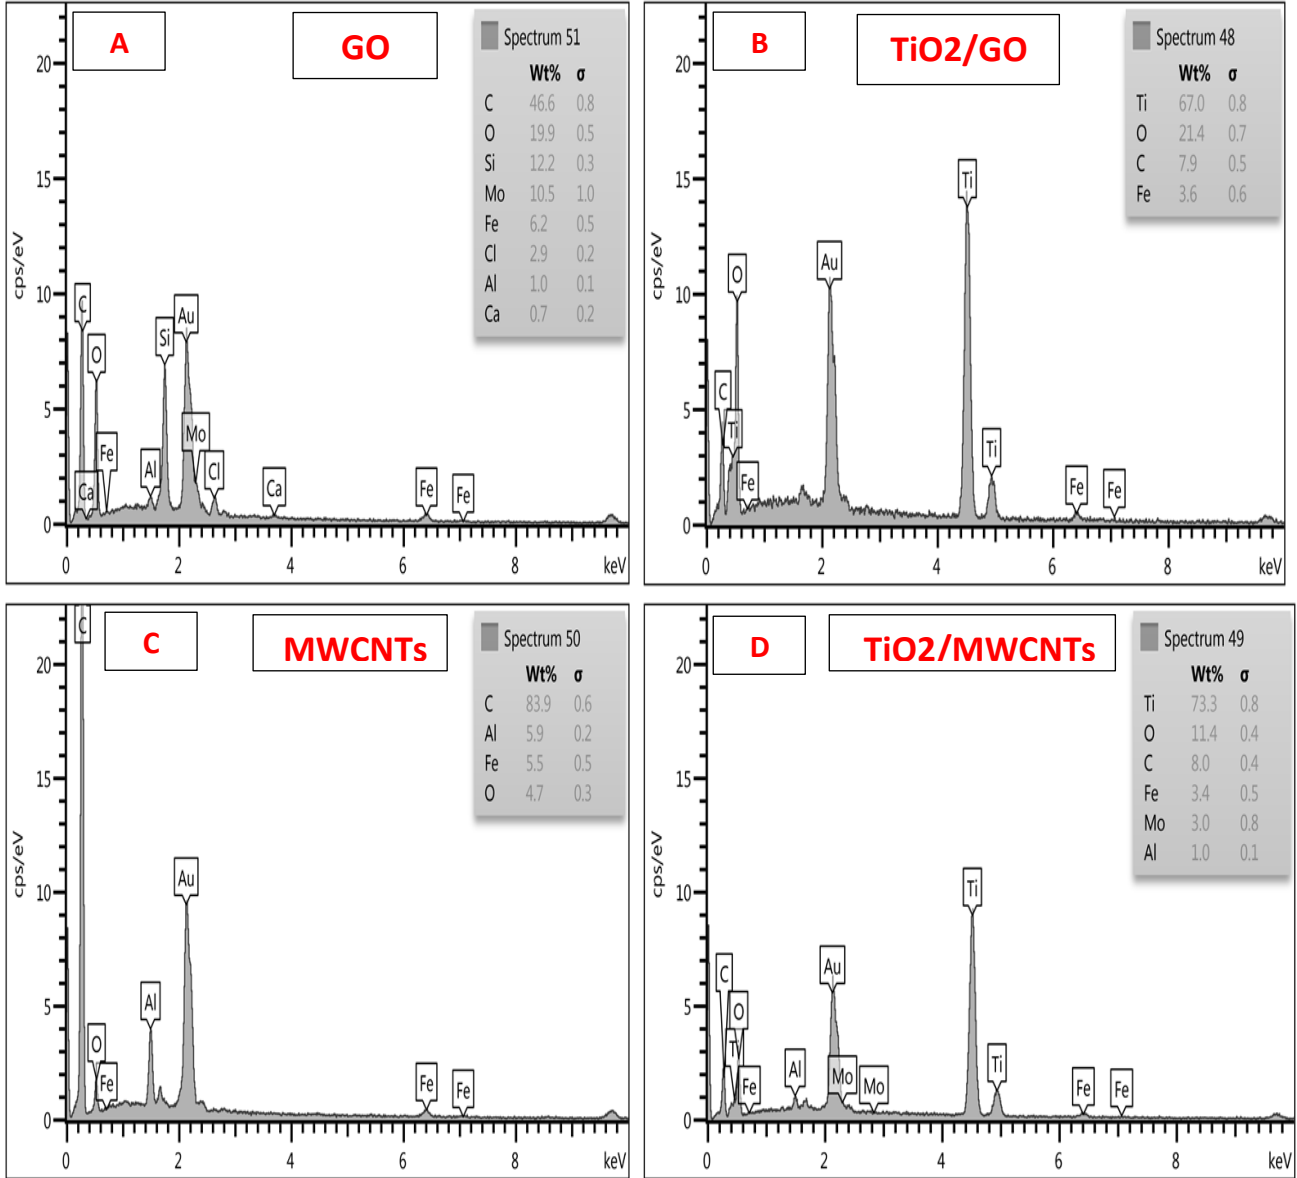 A
GO
Spectrum 51
Wt% σ
C 46.6 0.8
O 19.9 0.5
Si 12.2 0.3
Mo 10.5 1.0
Fe 6.2 0.5
Cl 2.9 0.2
Al 1.0 0.1
Ca 0.7 0.2
20
15
10
5
0
cps/eV
C
O
Ca
Fe
Al
Si
Au
Mo
Cl
Ca
Fe
Fe
0 2 4 6 8 keV
B
TiO2/GO
Spectrum 48
Wt% σ
Ti 67.0 0.8
O 21.4 0.7
C 7.9 0.5
Fe 3.6 0.6
20
15
10
5
0
cps/eV
C
Ti
O
Fe
Au
Ti
Ti
Fe
Fe
0 2 4 6 8 keV
C
MWCNTs
Spectrum 50
Wt% σ
C 83.9 0.6
Al 5.9 0.2
Fe 5.5 0.5
O 4.7 0.3
20
15
10
5
0
cps/eV
C
O
Fe
Al
Au
Fe
Fe
0 2 4 6 8 keV
D
TiO2/MWCNTs
Spectrum 49
Wt% σ
Ti 73.3 0.8
O 11.4 0.4
C 8.0 0.4
Fe 3.4 0.5
Mo 3.0 0.8
Al 1.0 0.1
20
15
10
5
0
cps/eV
C
O
T
Fe
Al
Au
Mo
Mo
Ti
Ti
Fe
Fe
0 2 4 6 8 keV